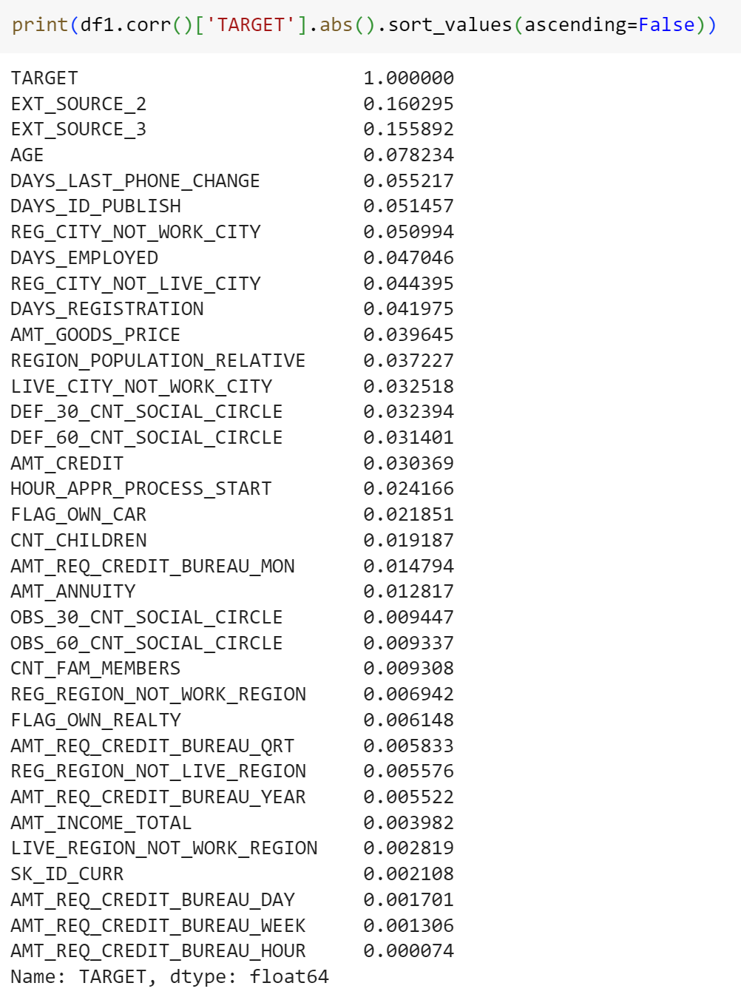 print(df1.corr()['TARGET'].abs().sort_values(ascending=False))
TARGET 1.000000
EXT_SOURCE_2 0.160295
EXT_SOURCE_3 0.155892
AGE 0.078234
DAYS_LAST_PHONE_CHANGE 0.055217
DAYS_ID_PUBLISH 0.051457
REG_CITY_NOT_WORK_CITY 0.050994
DAYS_EMPLOYED 0.047046
REG_CITY_NOT_LIVE_CITY 0.044395
DAYS_REGISTRATION 0.041975
AMT_GOODS_PRICE 0.039645
REGION_POPULATION_RELATIVE 0.037227
LIVE_CITY_NOT_WORK_CITY 0.032518
DEF_30_CNT_SOCIAL_CIRCLE 0.032394
DEF_60_CNT_SOCIAL_CIRCLE 0.031401
AMT_CREDIT 0.030369
HOUR_APPR_PROCESS_START 0.024166
FLAG_OWN_CAR 0.021851
CNT_CHILDREN 0.019187
AMT_REQ_CREDIT_BUREAU_MON 0.014794
AMT_ANNUITY 0.012817
OBS_30_CNT_SOCIAL_CIRCLE 0.009447
OBS_60_CNT_SOCIAL_CIRCLE 0.009337
CNT_FAM_MEMBERS 0.009308
REG_REGION_NOT_WORK_REGION 0.006942
FLAG_OWN_REALTY 0.006148
AMT_REQ_CREDIT_BUREAU_QRT 0.005833
REG_REGION_NOT_LIVE_REGION 0.005576
AMT_REQ_CREDIT_BUREAU_YEAR 0.005522
AMT_INCOME_TOTAL 0.003982
LIVE_REGION_NOT_WORK_REGION 0.002819
SK_ID_CURR 0.002108
AMT_REQ_CREDIT_BUREAU_DAY 0.001701
AMT_REQ_CREDIT_BUREAU_WEEK 0.001306
AMT_REQ_CREDIT_BUREAU_HOUR 0.000074
Name: TARGET, dtype: float64